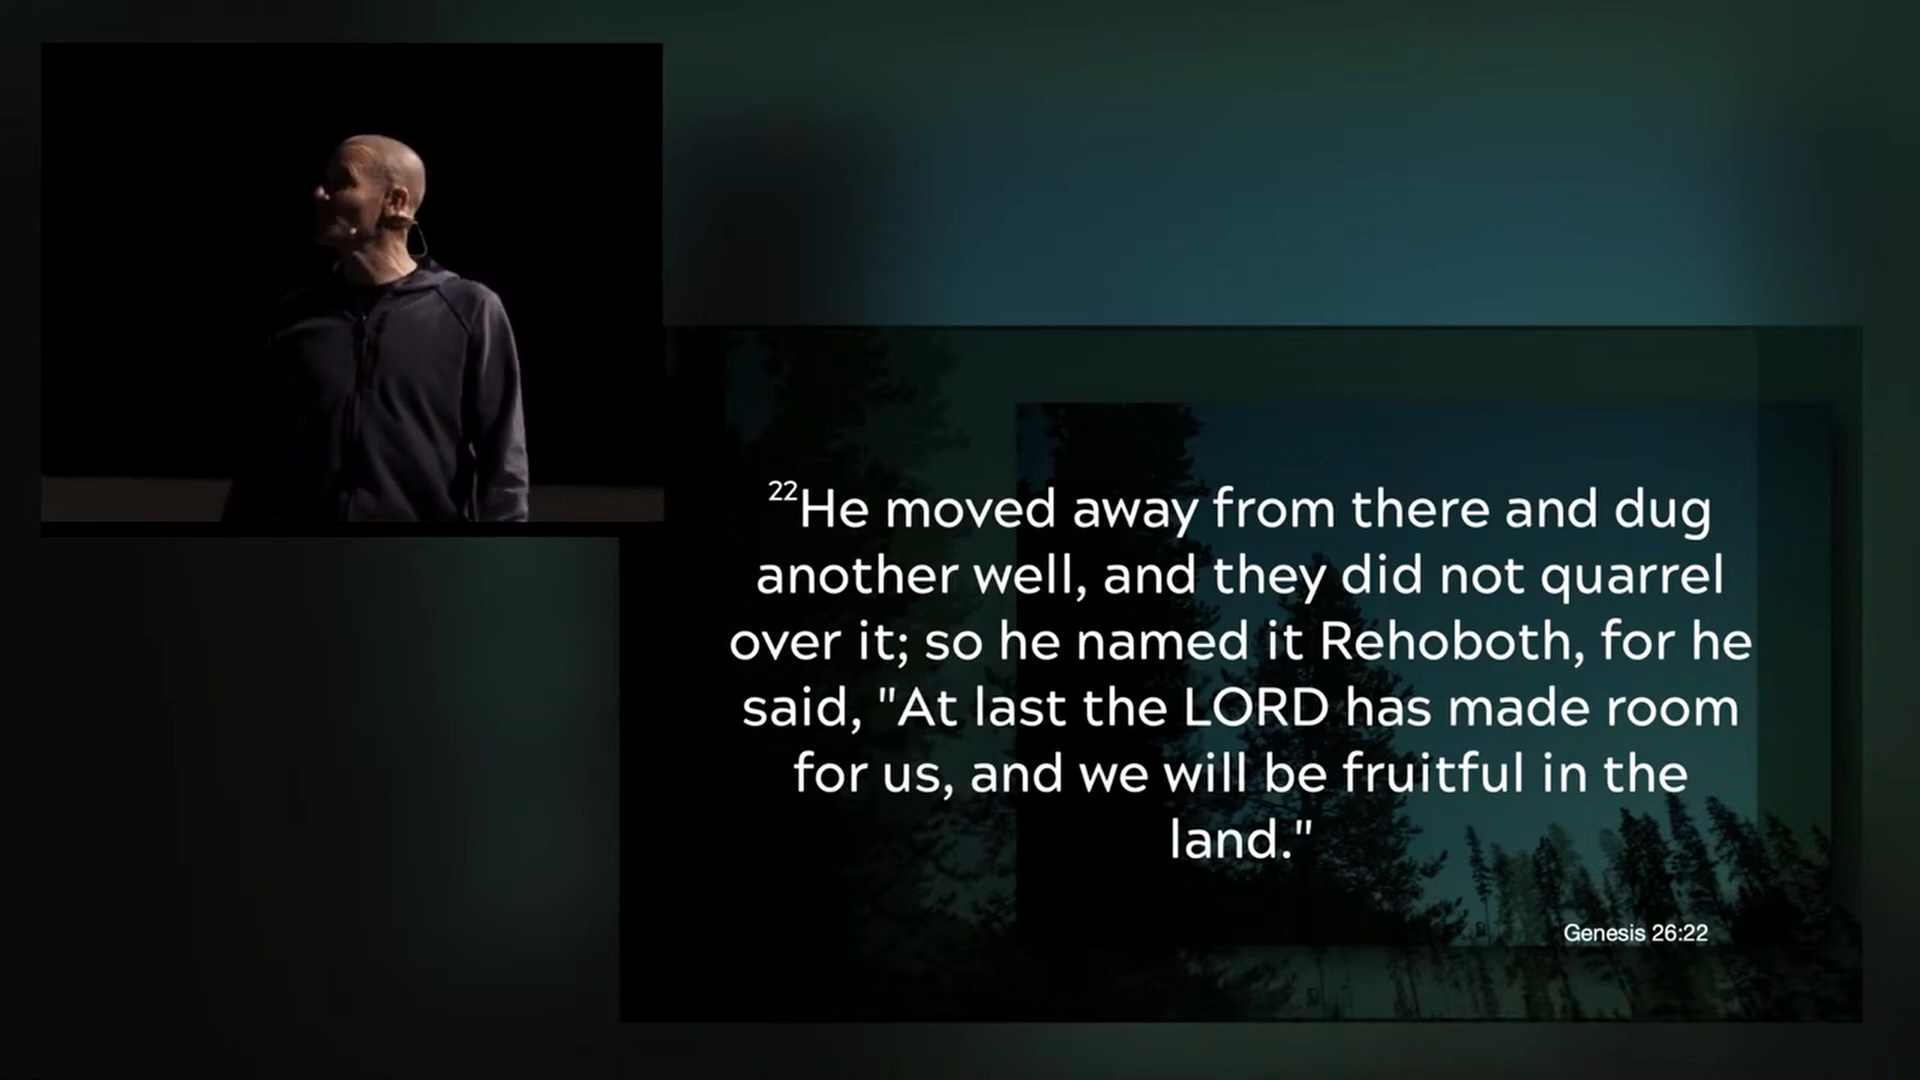 22He moved away from there and dug
another well, and they did not quarrel
over it; so he named it Rehoboth, for he
said, "At last the LORD has made room
for us, and we will be fruitful in the
land."
Genesis 26:22